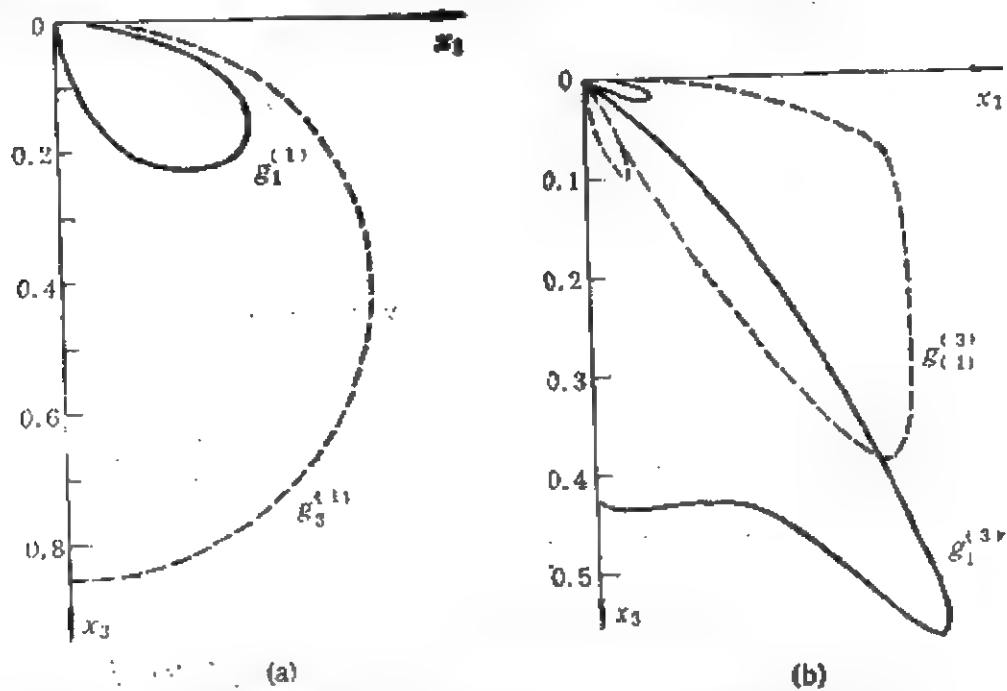 0
x₁
0.2
g₁⁽¹⁾
0.4
0.6
g₃⁽¹⁾
0.8
x₃
(a)
0
x₁
0.1
0.2
g₍₁₎⁽³⁾
0.3
0.4
g₁⁽³⁾
0.5
x₃
(b)